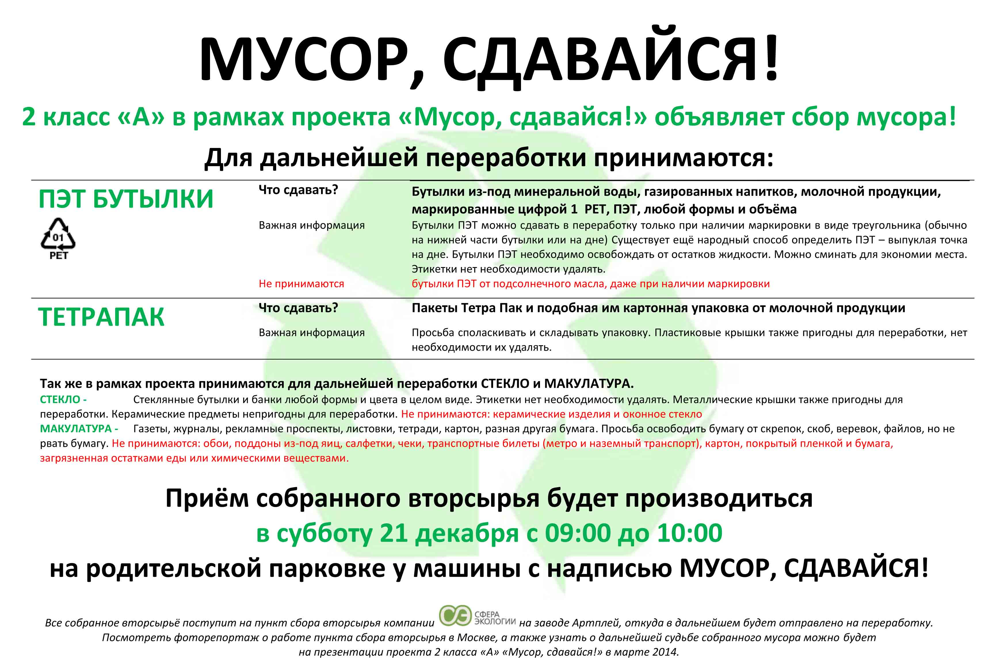 МУСОР, СДАВАЙСЯ!
2 класс «А» в рамках проекта «Мусор, сдавайся!» объявляет сбор мусора!
Для дальнейшей переработки принимаются:
ПЭТ БУТЫЛКИ
01
PET
Что сдавать?
Бутылки из-под минеральной воды, газированных напитков, молочной продукции,
маркированные цифрой 1 PET, ПЭТ, любой формы и объёма
Важная информация
Бутылки ПЭТ можно сдавать в переработку только при наличии маркировки в виде треугольника (обычно
на нижней части бутылки или на дне) Существует ещё народный способ определить ПЭТ – выпуклая точка
на дне. Бутылки ПЭТ необходимо освобождать от остатков жидкости. Можно сминать для экономии места.
Этикетки нет необходимости удалять.
Не принимаются
бутылки ПЭТ от подсолнечного масла, даже при наличии маркировки
ТЕТРАПАК
Что сдавать?
Пакеты Тетра Пак и подобная им картонная упаковка от молочной продукции
Важная информация
Просьба споласкивать и складывать упаковку. Пластиковые крышки также пригодны для переработки, нет
необходимости их удалять.
Так же в рамках проекта принимаются для дальнейшей переработки СТЕКЛО и МАКУЛАТУРА.
СТЕКЛО - Стеклянные бутылки и банки любой формы и цвета в целом виде. Этикетки нет необходимости удалять. Металлические крышки также пригодны для
переработки. Керамические предметы непригодны для переработки. Не принимаются: керамические изделия и оконное стекло
МАКУЛАТУРА - Газеты, журналы, рекламные проспекты, листовки, тетради, картон, разная другая бумага. Просьба освободить бумагу от скрепок, скоб, веревок, файлов, но не
рвать бумагу. Не принимаются: обои, поддоны из-под яиц, салфетки, чеки, транспортные билеты (метро и наземный транспорт), картон, покрытый пленкой и бумага,
загрязненная остатками еды или химическими веществами.
Приём собранного вторсырья будет производиться
в субботу 21 декабря с 09:00 до 10:00
на родительской парковке у машины с надписью МУСОР, СДАВАЙСЯ!
Все собранное вторсырьё поступит на пункт сбора вторсырья компании СЭ СФЕРА ЭКОЛОГИИ на заводе Артплей, откуда в дальнейшем будет отправлено на переработку.
Посмотреть фоторепортаж о работе пункта сбора вторсырья в Москве, а также узнать о дальнейшей судьбе собранного мусора можно будет
на презентации проекта 2 класса «А» «Мусор, сдавайся!» в марте 2014.